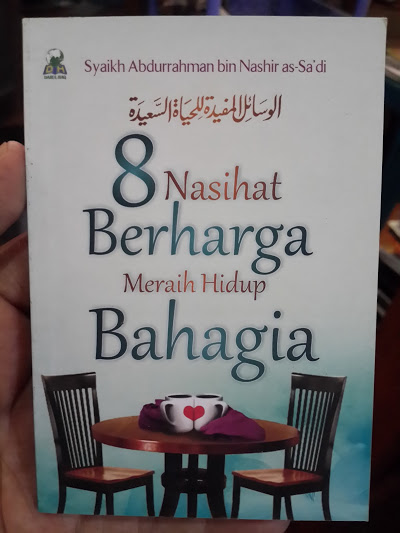 Syaikh Abdurrahman bin Nashir as-Sa'di
الوسائل المفيدة للحياة السعيدة
8 Nasihat
Berharga
Meraih Hidup
Bahagia